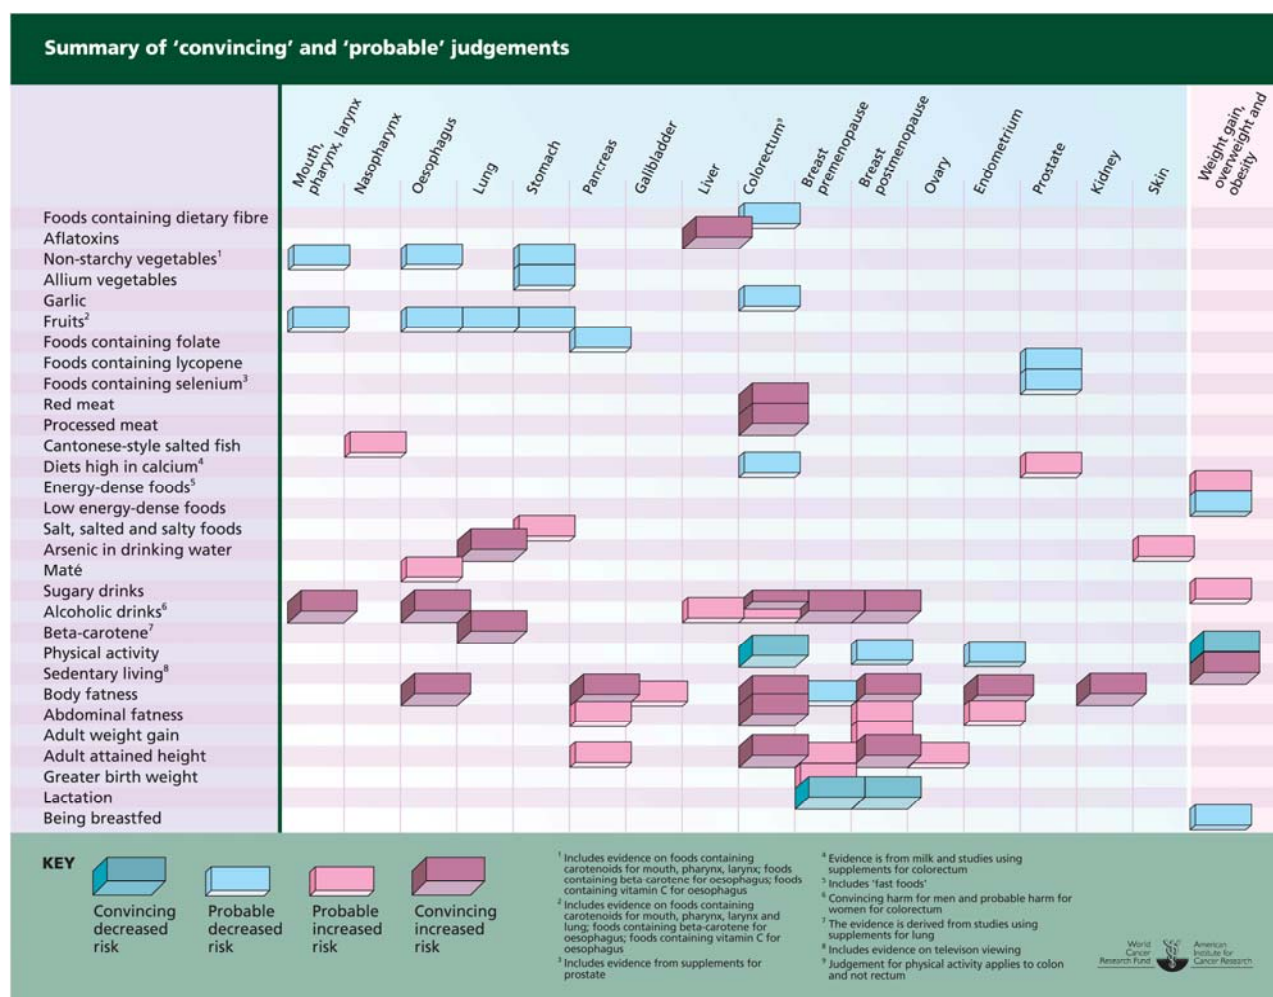 Summary of ‘convincing’ and ‘probable’ judgements
Mouth,
pharynx, larynx
Nasopharynx
Oesophagus
Lung
Stomach
Pancreas
Gallbladder
Liver
Colorectum⁹
Breast
premenopause
Breast
postmenopause
Ovary
Endometrium
Prostate
Kidney
Skin
Weight gain,
overweight and
obesity
Foods containing dietary fibre
Aflatoxins
Non-starchy vegetables¹
Allium vegetables
Garlic
Fruits²
Foods containing folate
Foods containing lycopene
Foods containing selenium³
Red meat
Processed meat
Cantonese-style salted fish
Diets high in calcium⁴
Energy-dense foods⁵
Low energy-dense foods
Salt, salted and salty foods
Arsenic in drinking water
Maté
Sugary drinks
Alcoholic drinks⁶
Beta-carotene⁷
Physical activity
Sedentary living⁸
Body fatness
Abdominal fatness
Adult weight gain
Adult attained height
Greater birth weight
Lactation
Being breastfed
KEY
Convincing
decreased
risk
Probable
decreased
risk
Probable
increased
risk
Convincing
increased
risk
¹ Includes evidence on foods containing
carotenoids for mouth, pharynx, larynx; foods
containing beta-carotene for oesophagus; foods
containing vitamin C for oesophagus
² Includes evidence on foods containing
carotenoids for mouth, pharynx, larynx and
lung; foods containing beta-carotene for
oesophagus; foods containing vitamin C for
oesophagus
³ Includes evidence from supplements for
prostate
⁴ Evidence is from milk and studies using
supplements for colorectum
⁵ Includes ‘fast foods’
⁶ Convincing harm for men and probable harm for
women for colorectum
⁷ The evidence is derived from studies using
supplements for lung
⁸ Includes evidence on televison viewing
⁹ Judgement for physical activity applies to colon
and not rectum
World
Cancer
Research Fund
American
Institute for
Cancer Research